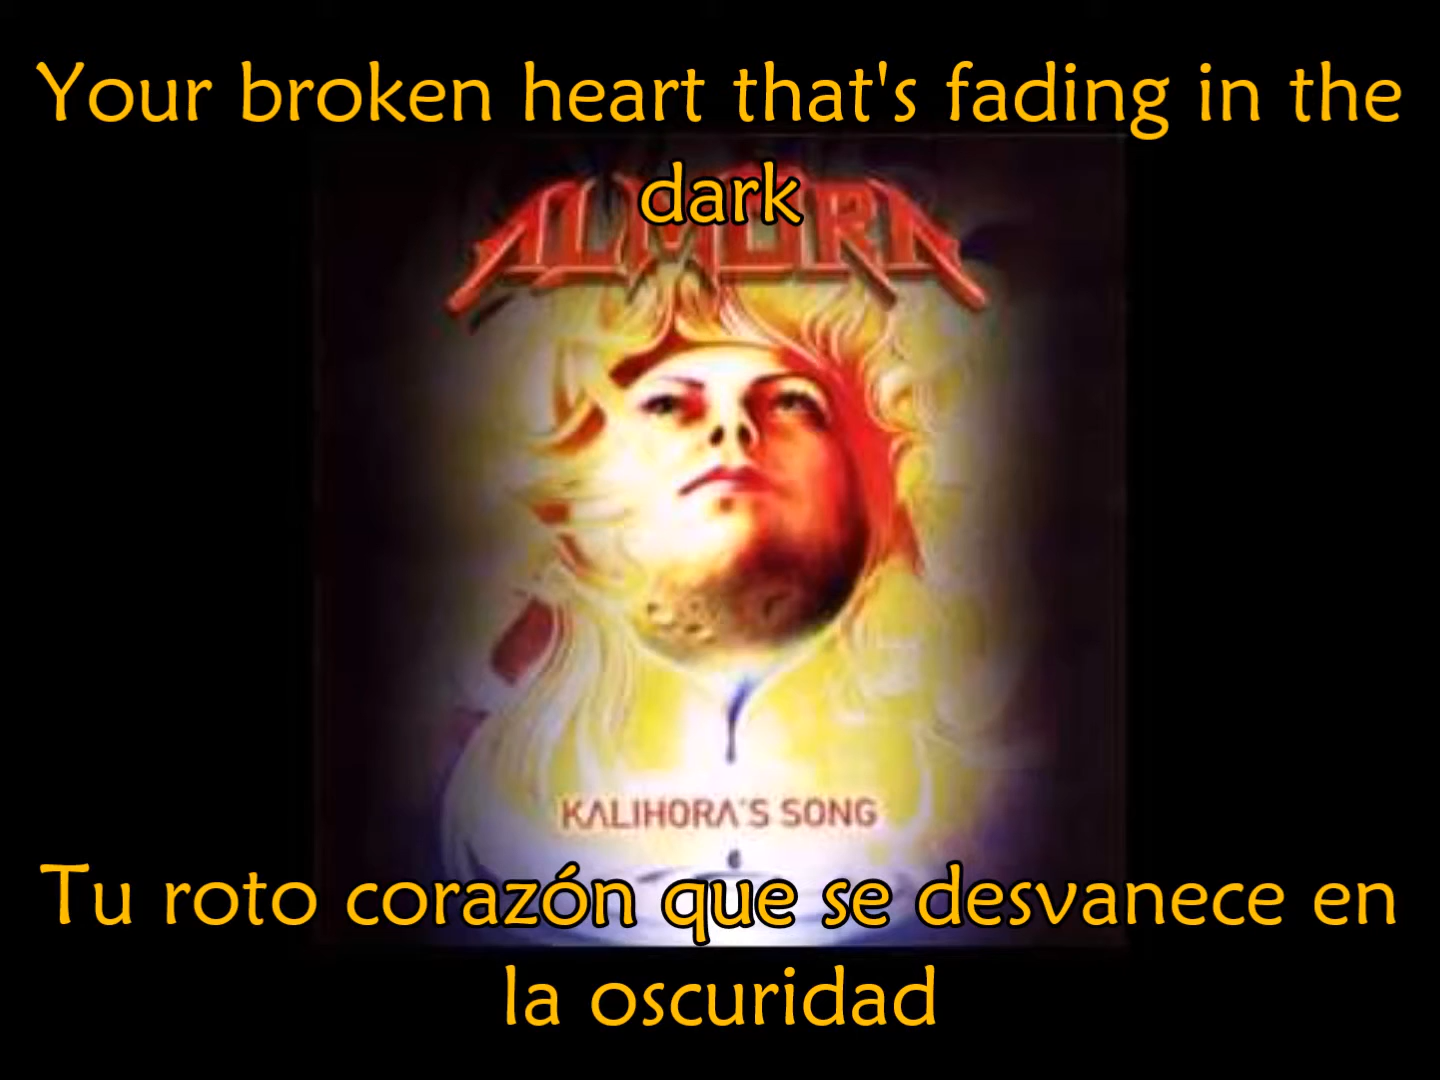 Your broken heart that's fading in the
dark
ALMORA
KALIHORA'S SONG
Tu roto corazón que se desvanece en
la oscuridad